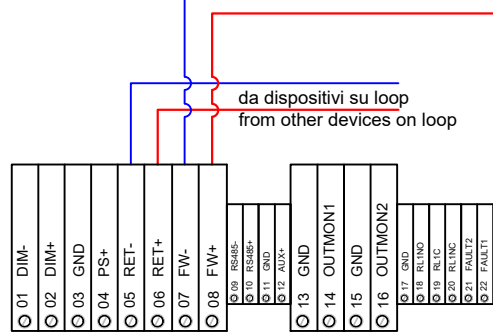 da dispositivi su loop
from other devices on loop
01 DIM-
02 DIM+
03 GND
04 PS+
05 RET-
06 RET+
07 FW-
08 FW+
09 RS485-
10 RS485+
11 GND
12 AUX+
13 GND
14 OUTMON1
15 GND
16 OUTMON2
17 GND
18 RL1NO
19 RL1C
20 RL1NC
21 FAULT2
22 FAULT1